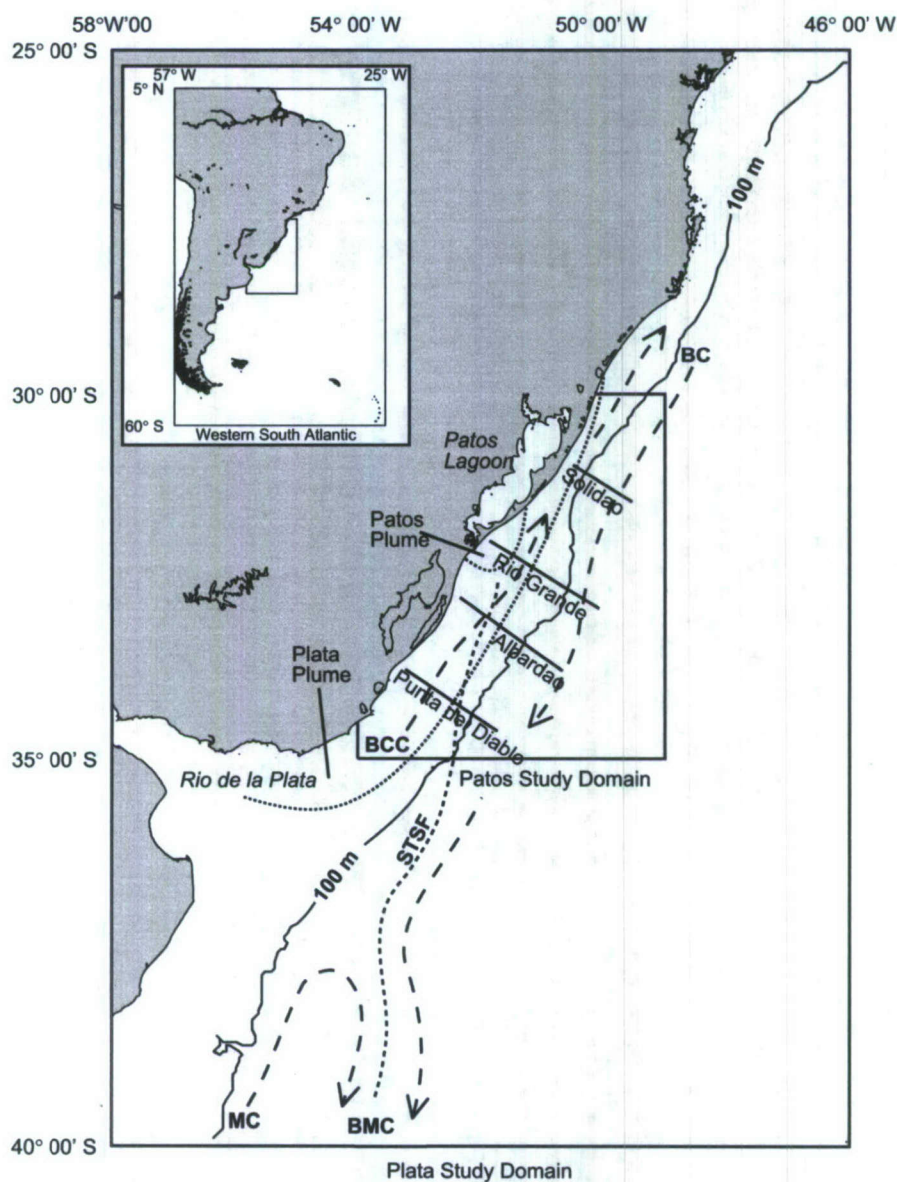 58°00' W
54° 00' W
50° 00' W
46° 00' W
25° 00' S
57° W
25° W
5° N
100 m
BC
30° 00' S
60° S
Western South Atlantic
Patos
Lagoon
Solidap
Patos
Plume
Rio Grande
Albardao
Plata
Plume
Punta del Diablo
BCC
35° 00' S
Rio de la Plata
Patos Study Domain
STSF
100 m
MC
BMC
40° 00' S
Plata Study Domain